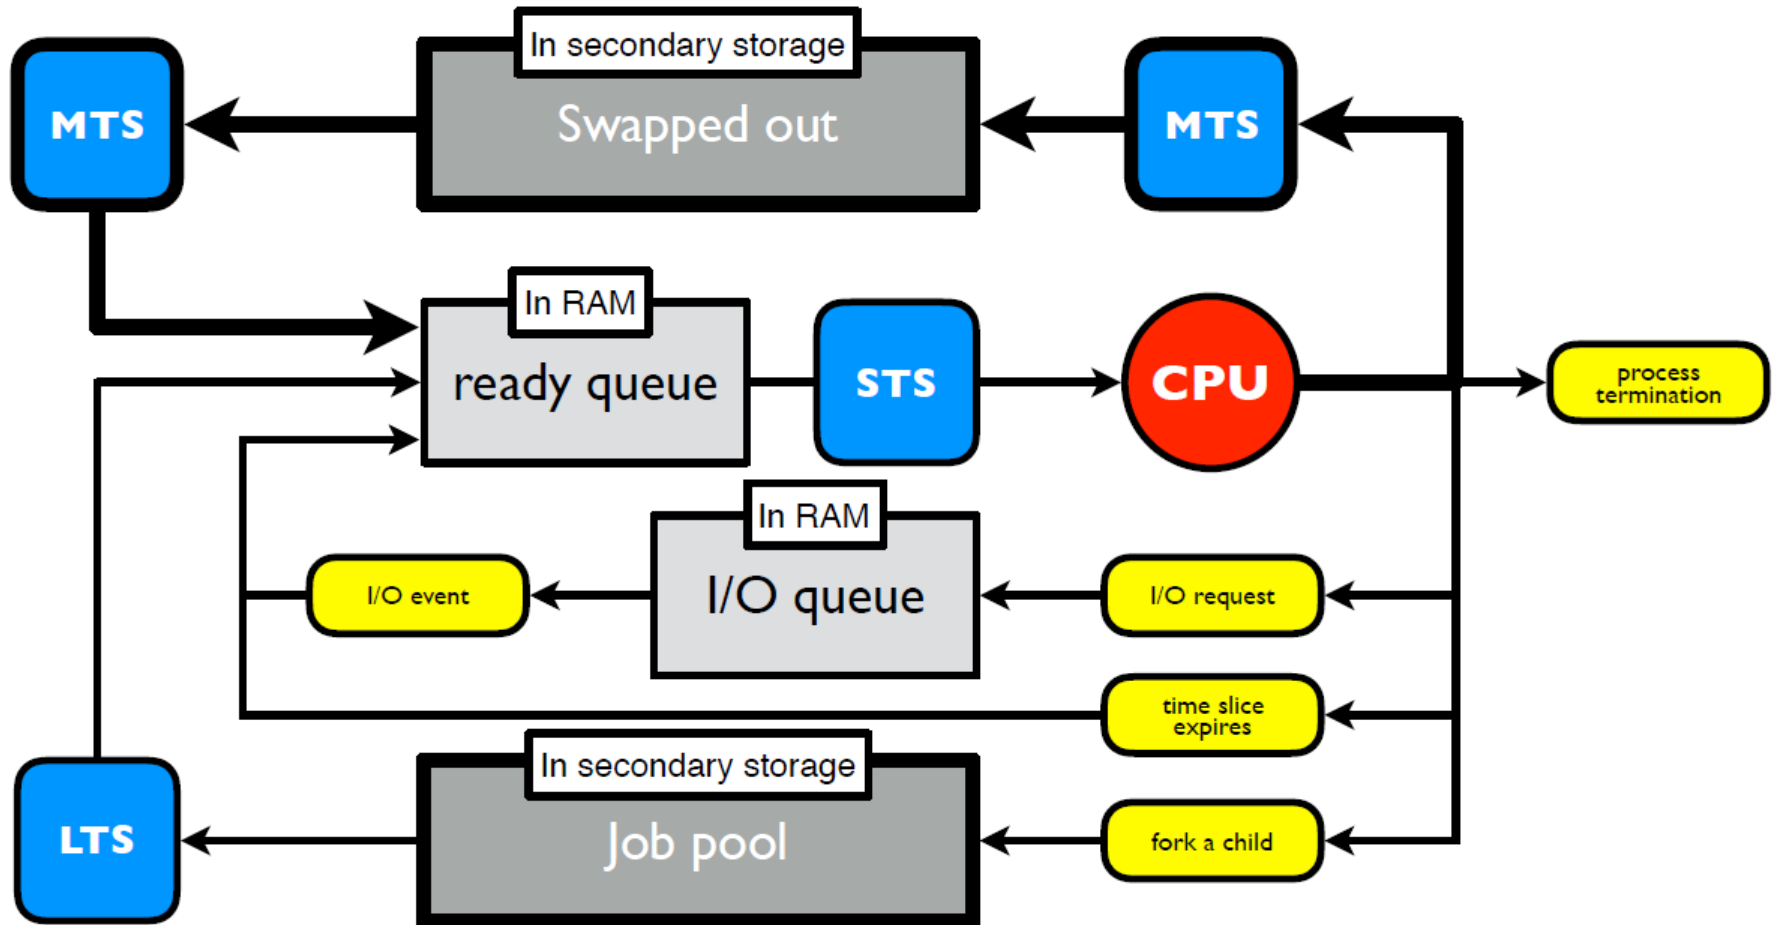 In secondary storage
MTS
Swapped out
MTS
In RAM
ready queue
STS
CPU
process
termination
In RAM
I/O event
I/O queue
I/O request
time slice
expires
In secondary storage
LTS
Job pool
fork a child